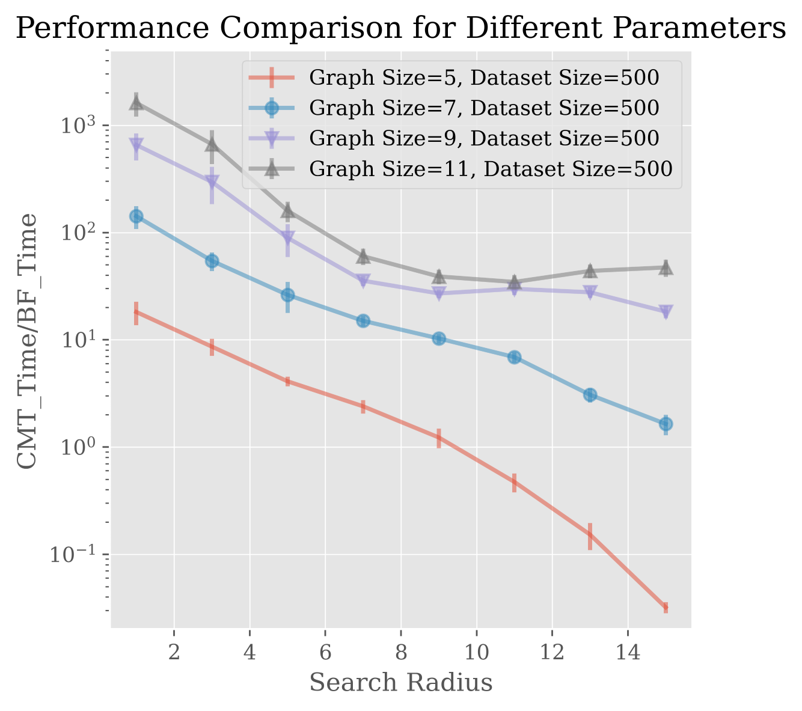 Performance Comparison for Different Parameters
Graph Size=5, Dataset Size=500
Graph Size=7, Dataset Size=500
Graph Size=9, Dataset Size=500
Graph Size=11, Dataset Size=500
CMT_Time/BF_Time
10³
10²
10¹
10⁰
10⁻¹
2 4 6 8 10 12 14
Search Radius